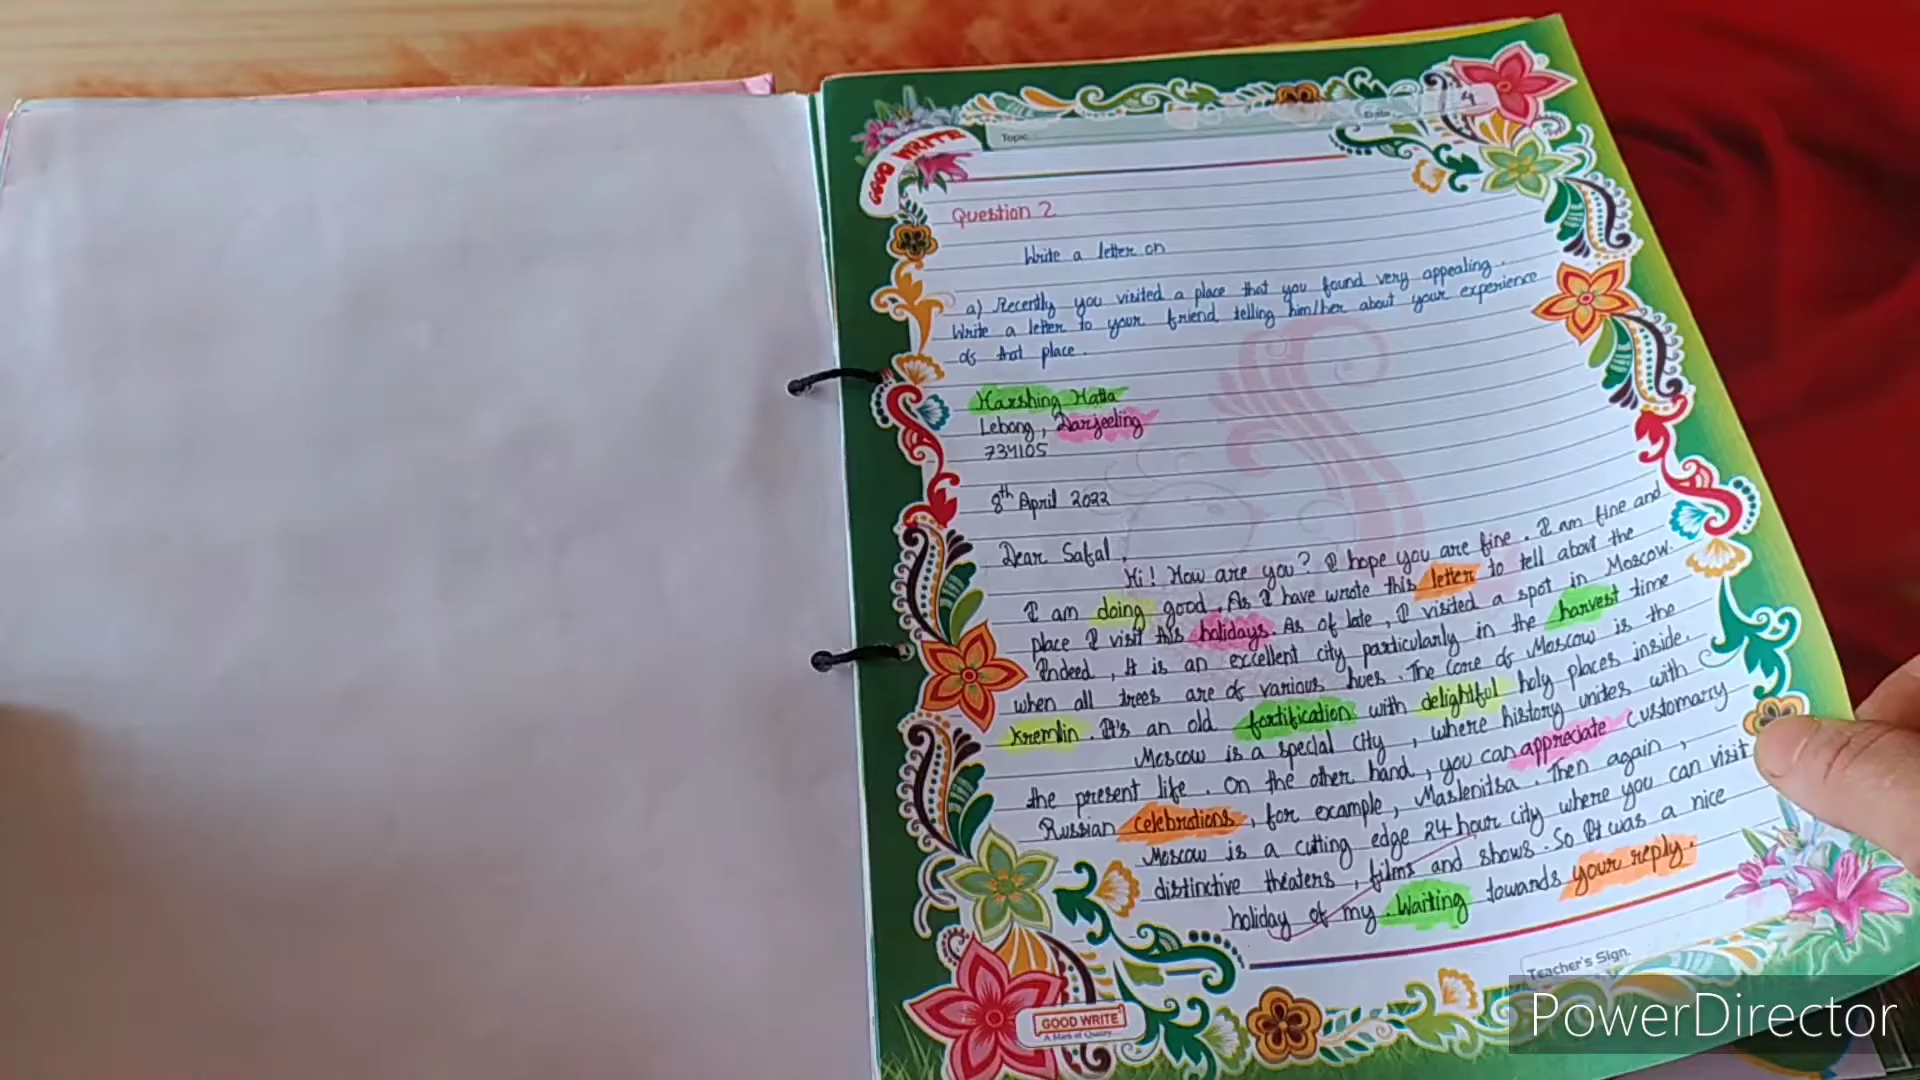 GOOD WRITE
Topic
Date
4
Question 2
Write a letter on
a) Recently you visited a place that you found very appealing.
Write a letter to your friend telling him/her about your experience
of that place.
Harshing Hatta
Lebong, Darjeeling
734105
8th April 2022
Dear Safal,
Hi! How are you? I hope you are fine. I am fine and
I am doing good. As I have wrote this letter to tell about the
place I visit this holidays. As of late, I visited a spot in Moscow.
Indeed, It is an excellent city particularly in the harvest time
when all trees are of various hues. The core of Moscow is the
Kremlin. It's an old fortification with delightful holy places inside.
Moscow is a special city, where history unites with
the present life. On the other hand, you can appreciate customarry
Russian celebrations, for example, Maslenitsa. Then again,
Moscow is a cutting edge 24 hour city where you can visit
distinctive theaters, films and shows. So It was a nice
holiday of my. Waiting towards your reply.
Teacher's Sign.
GOOD WRITE
A Mark of Quality
PowerDirector